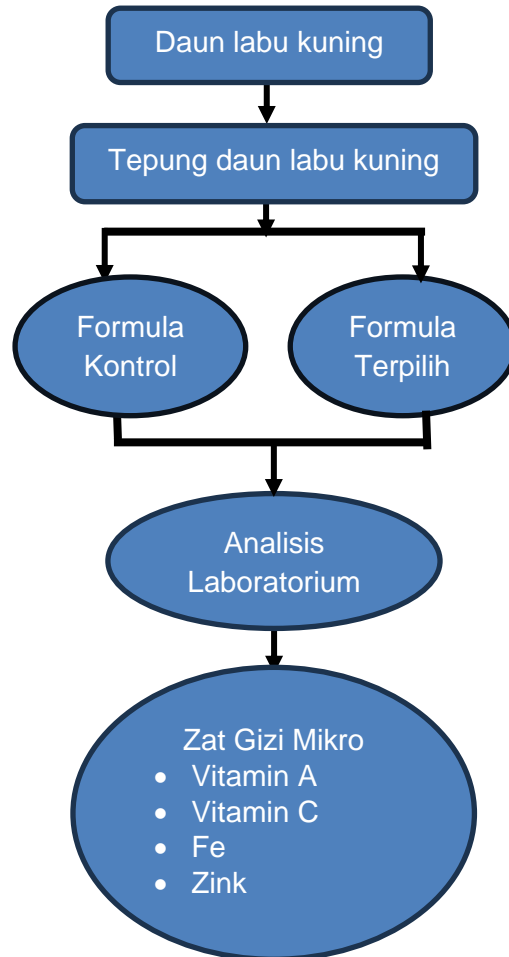 Daun labu kuning
Tepung daun labu kuning
Formula
Kontrol
Formula
Terpilih
Analisis
Laboratorium
Zat Gizi Mikro
• Vitamin A
• Vitamin C
• Fe
• Zink